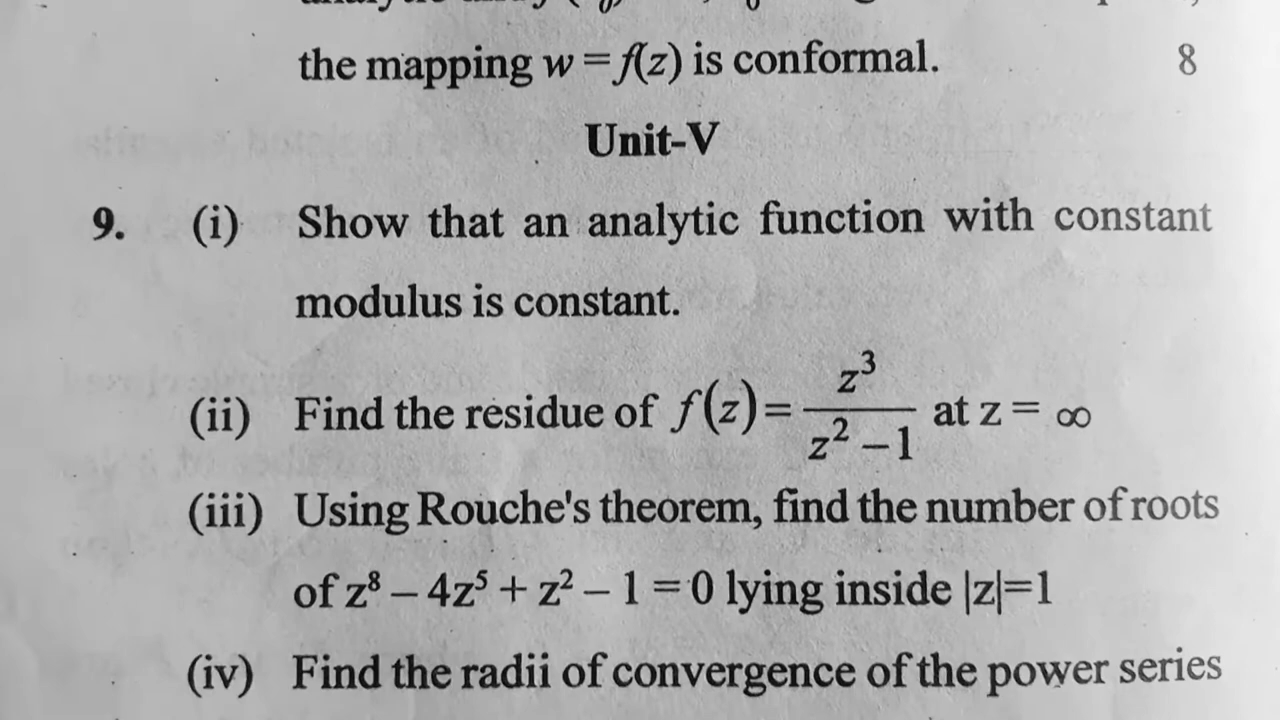 the mapping w = f(z) is conformal. 8
Unit-V
9. (i) Show that an analytic function with constant
modulus is constant.
(ii) Find the residue of f(z) = z³/(z² – 1) at z = ∞
(iii) Using Rouche's theorem, find the number of roots
of z⁸ – 4z⁵ + z² – 1 = 0 lying inside |z|=1
(iv) Find the radii of convergence of the power series